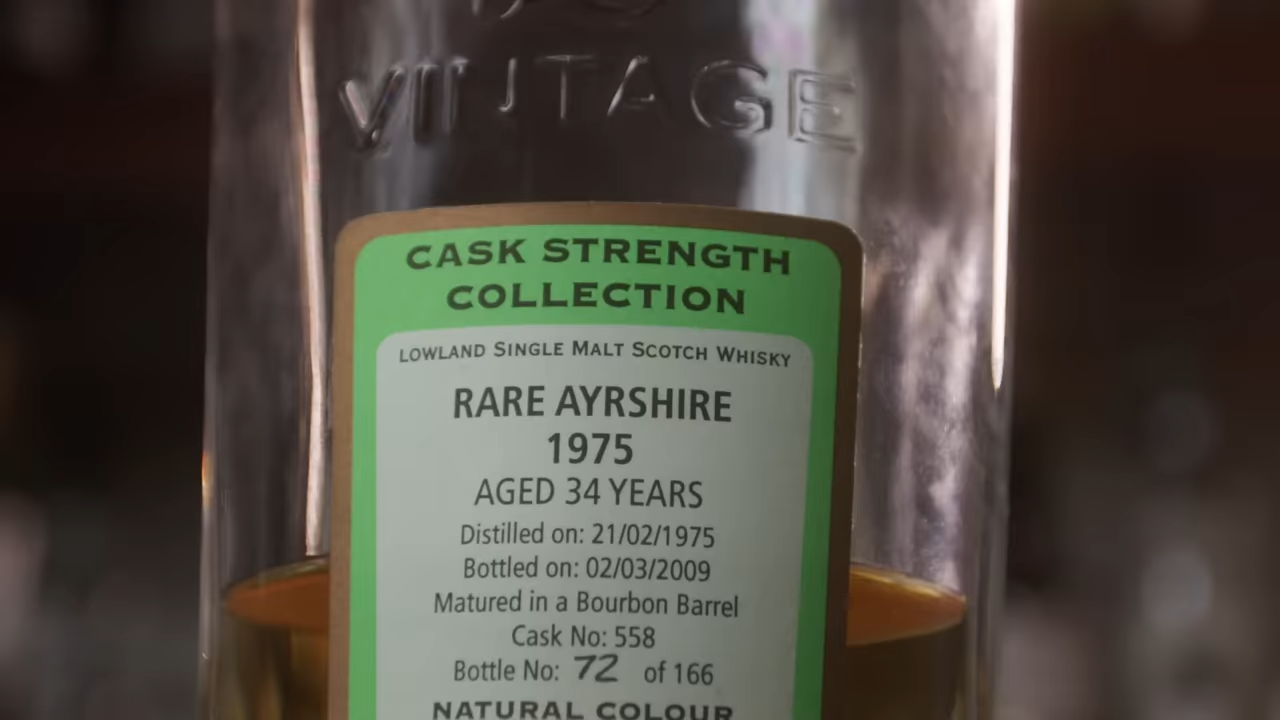 VINTAGE
CASK STRENGTH
COLLECTION
LOWLAND SINGLE MALT SCOTCH WHISKY
RARE AYRSHIRE
1975
AGED 34 YEARS
Distilled on: 21/02/1975
Bottled on: 02/03/2009
Matured in a Bourbon Barrel
Cask No: 558
Bottle No: 72 of 166
NATURAL COLOUR